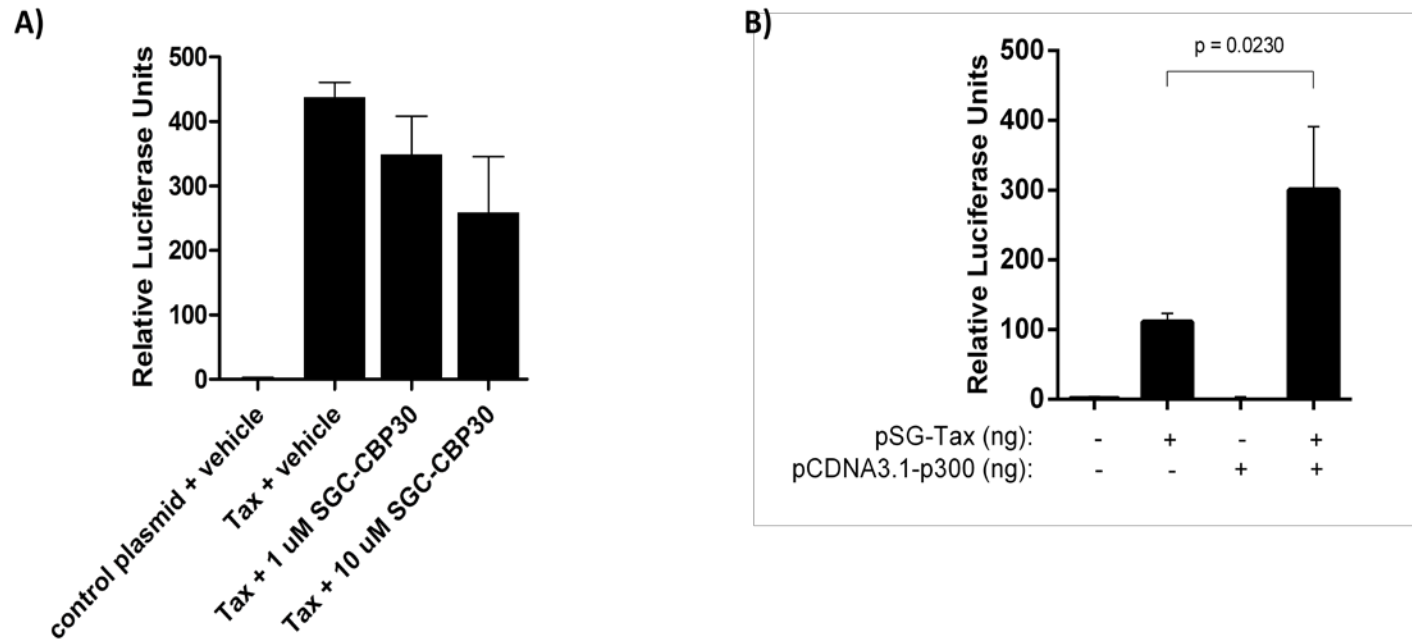 A)
Relative Luciferase Units
500
400
300
200
100
0
control plasmid + vehicle
Tax + vehicle
Tax + 1 uM SGC-CBP30
Tax + 10 uM SGC-CBP30
B)
p = 0.0230
Relative Luciferase Units
500
400
300
200
100
0
pSG-Tax (ng): - + - +
pCDNA3.1-p300 (ng): - - + +